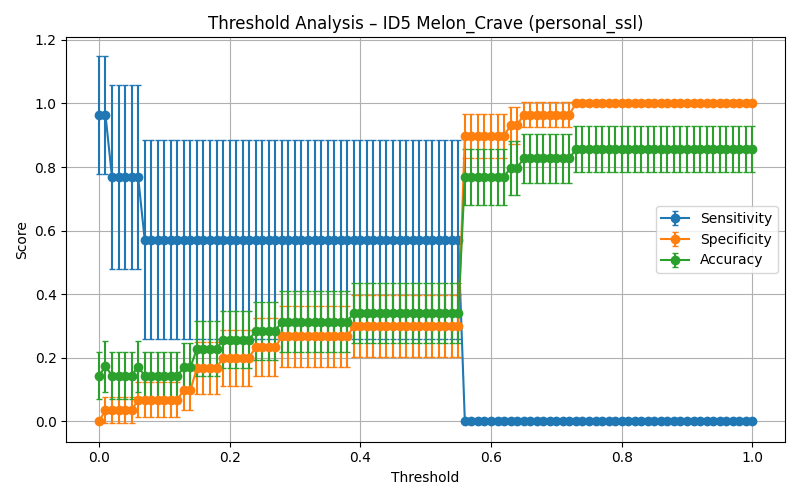 Threshold Analysis – ID5 Melon_Crave (personal_ssl)
1.2
1.0
0.8
0.6
0.4
0.2
0.0
Score
0.0 0.2 0.4 0.6 0.8 1.0
Threshold
Sensitivity
Specificity
Accuracy